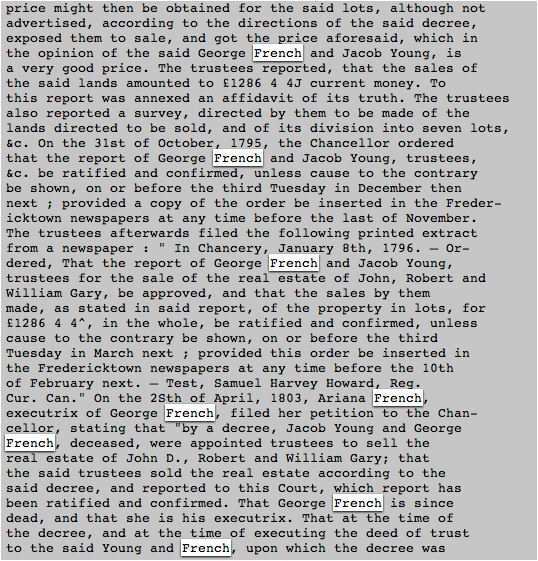 price might then be obtained for the said lots, although not
advertised, according to the directions of the said decree,
exposed them to sale, and got the price aforesaid, which in
the opinion of the said George French and Jacob Young, is
a very good price. The trustees reported, that the sales of
the said lands amounted to £1286 4 4J current money. To
this report was annexed an affidavit of its truth. The trustees
also reported a survey, directed by them to be made of the
lands directed to be sold, and of its division into seven lots,
&c. On the 31st of October, 1795, the Chancellor ordered
that the report of George French and Jacob Young, trustees,
&c. be ratified and confirmed, unless cause to the contrary
be shown, on or before the third Tuesday in December then
next ; provided a copy of the order be inserted in the Freder-
icktown newspapers at any time before the last of November.
The trustees afterwards filed the following printed extract
from a newspaper : " In Chancery, January 8th, 1796. — Or-
dered, That the report of George French and Jacob Young,
trustees for the sale of the real estate of John, Robert and
William Gary, be approved, and that the sales by them
made, as stated in said report, of the property in lots, for
£1286 4 4^, in the whole, be ratified and confirmed, unless
cause to the contrary be shown, on or before the third
Tuesday in March next ; provided this order be inserted in
the Fredericktown newspapers at any time before the 10th
of February next. — Test, Samuel Harvey Howard, Reg.
Cur. Can." On the 2Sth of April, 1803, Ariana French,
executrix of George French, filed her petition to the Chan-
cellor, stating that "by a decree, Jacob Young and George
French, deceased, were appointed trustees to sell the
real estate of John D., Robert and William Gary; that
the said trustees sold the real estate according to the
said decree, and reported to this Court, which report has
been ratified and confirmed. That George French is since
dead, and that she is his executrix. That at the time of
the decree, and at the time of executing the deed of trust
to the said Young and French, upon which the decree was